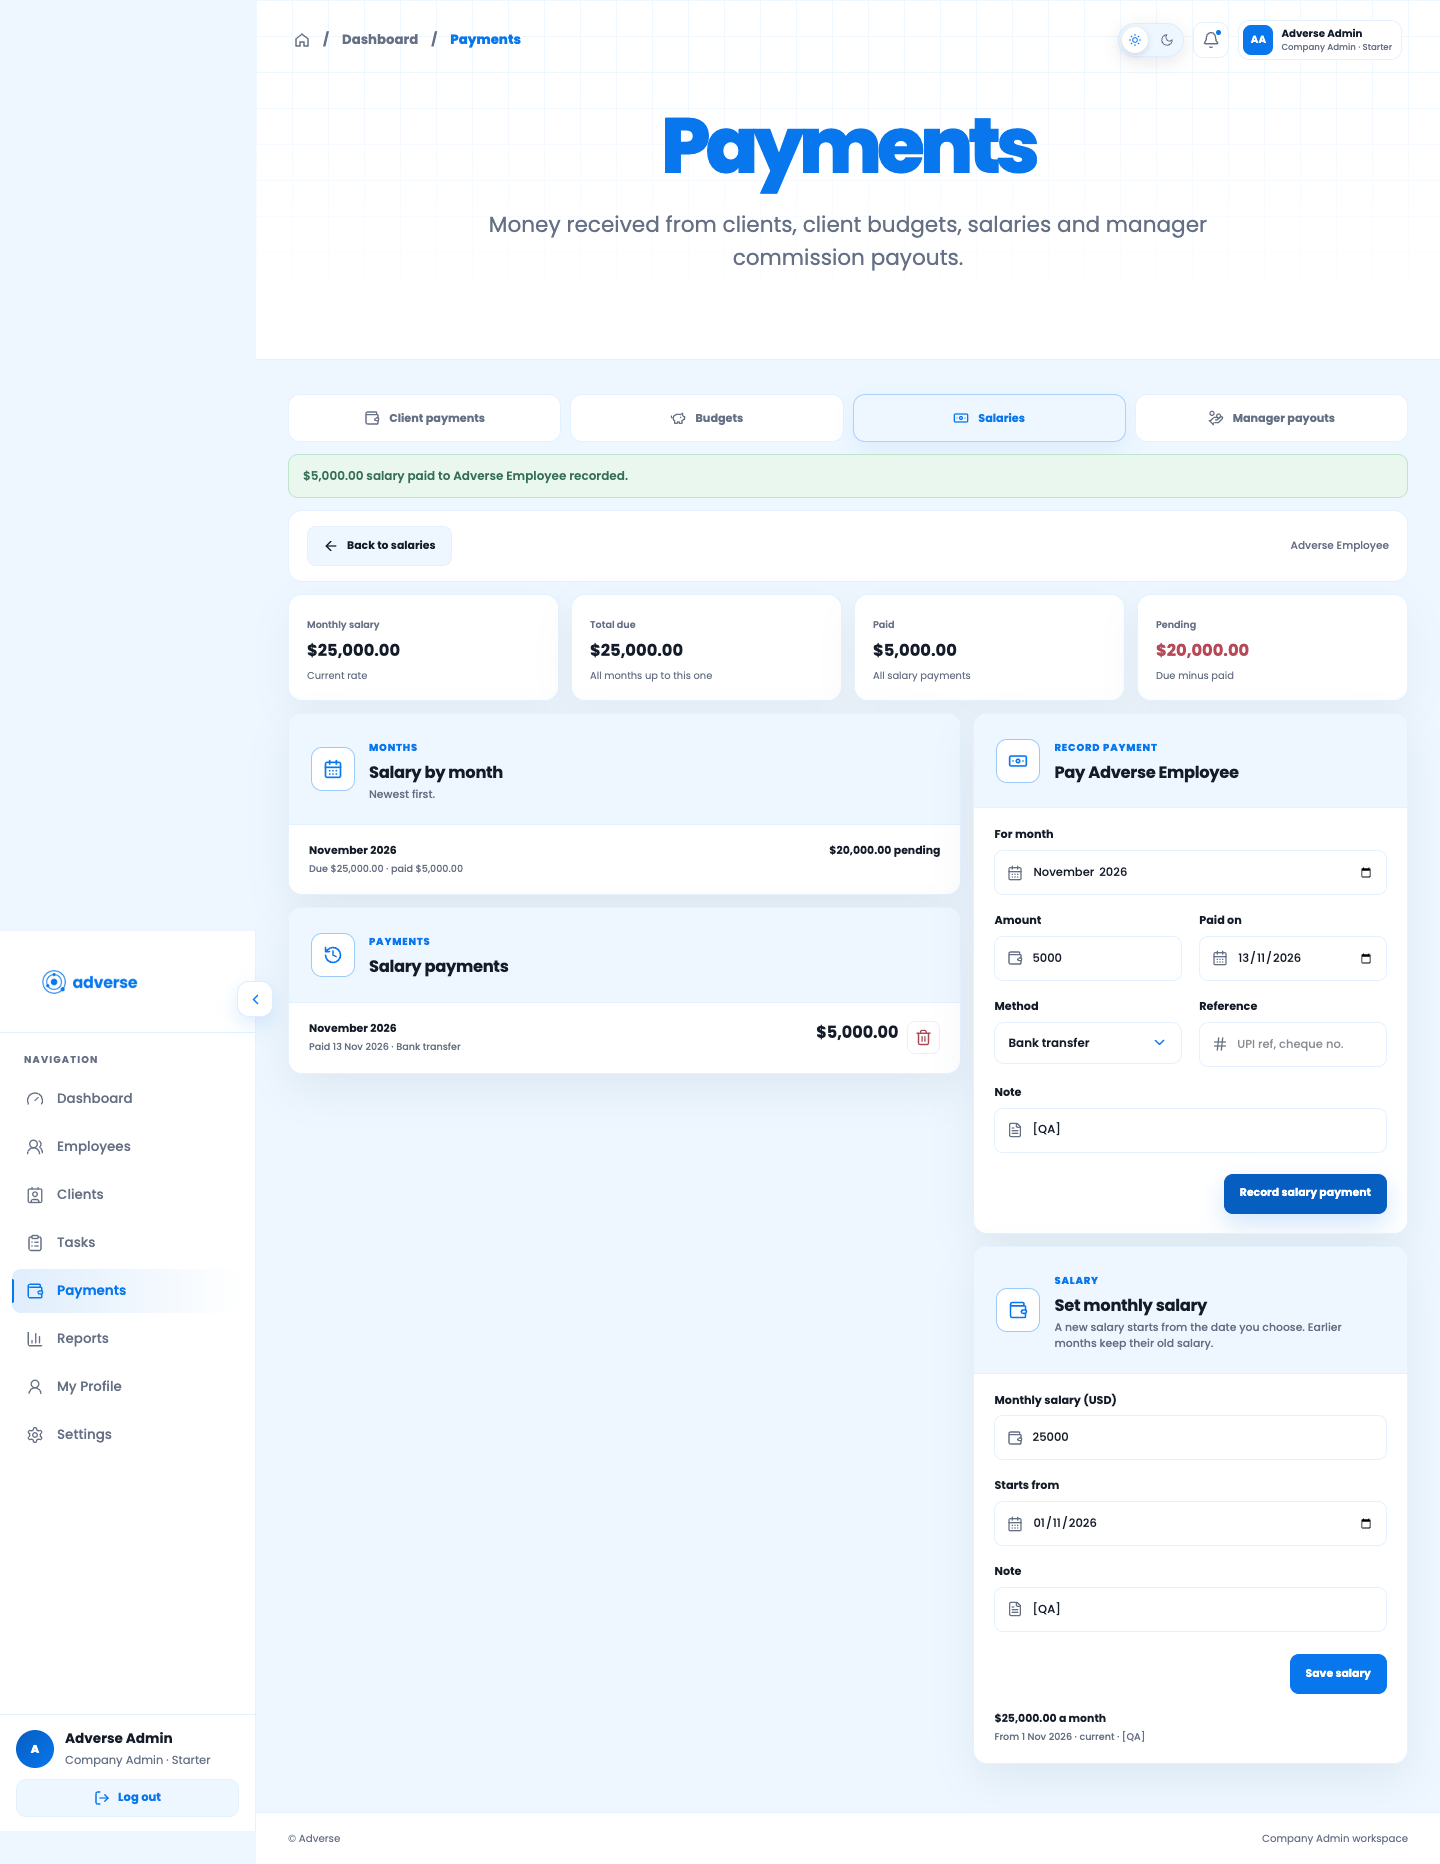 / Dashboard / Payments
AA
Adverse Admin
Company Admin · Starter
Payments
Money received from clients, client budgets, salaries and manager
commission payouts.
Client payments
Budgets
Salaries
Manager payouts
$5,000.00 salary paid to Adverse Employee recorded.
Back to salaries
Adverse Employee
Monthly salary
$25,000.00
Current rate
Total due
$25,000.00
All months up to this one
Paid
$5,000.00
All salary payments
Pending
$20,000.00
Due minus paid
MONTHS
Salary by month
Newest first.
November 2026
Due $25,000.00 · paid $5,000.00
$20,000.00 pending
PAYMENTS
Salary payments
November 2026
Paid 13 Nov 2026 · Bank transfer
$5,000.00
RECORD PAYMENT
Pay Adverse Employee
For month
November 2026
Amount
5000
Paid on
13/11/2026
Method
Bank transfer
Reference
UPI ref, cheque no.
Note
[QA]
Record salary payment
SALARY
Set monthly salary
A new salary starts from the date you choose. Earlier
months keep their old salary.
Monthly salary (USD)
25000
Starts from
01/11/2026
Note
[QA]
Save salary
$25,000.00 a month
From 1 Nov 2026 · current · [QA]
adverse
NAVIGATION
Dashboard
Employees
Clients
Tasks
Payments
Reports
My Profile
Settings
A
Adverse Admin
Company Admin · Starter
Log out
© Adverse
Company Admin workspace